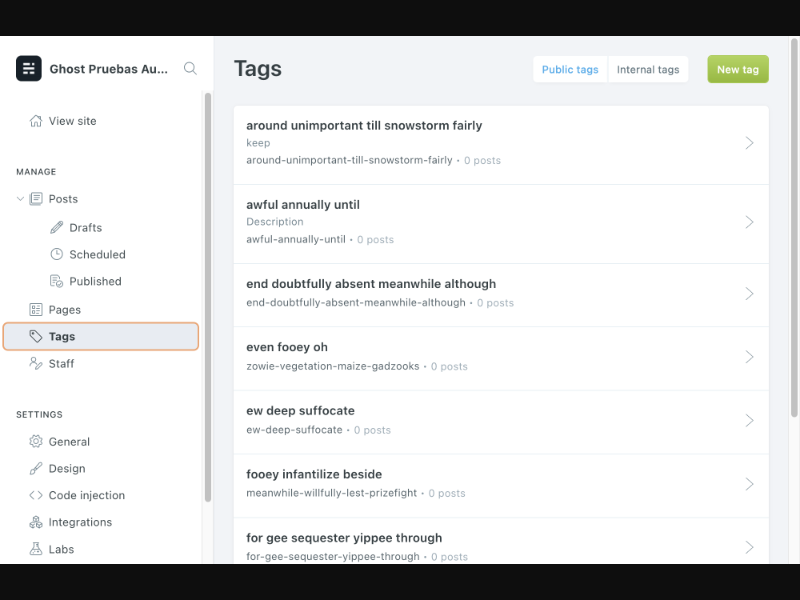 Ghost Pruebas Au...
View site
MANAGE
Posts
Drafts
Scheduled
Published
Pages
Tags
Staff
SETTINGS
General
Design
Code injection
Integrations
Labs
Tags
Public tags
Internal tags
New tag
around unimportant till snowstorm fairly
keep
around-unimportant-till-snowstorm-fairly • 0 posts
awful annually until
Description
awful-annually-until • 0 posts
end doubtfully absent meanwhile although
end-doubtfully-absent-meanwhile-although • 0 posts
even fooey oh
zowie-vegetation-maize-gadzooks • 0 posts
ew deep suffocate
ew-deep-suffocate • 0 posts
fooey infantilize beside
meanwhile-willfully-lest-prizefight • 0 posts
for gee sequester yippee through
for-gee-sequester-yippee-through • 0 posts